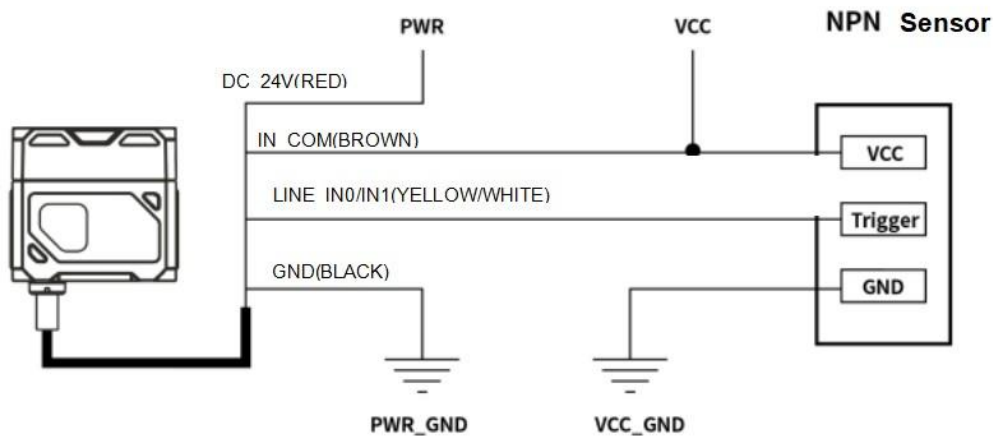 PWR
VCC
NPN Sensor
DC 24V(RED)
IN COM(BROWN)
VCC
LINE IN0/IN1(YELLOW/WHITE)
Trigger
GND(BLACK)
GND
PWR_GND
VCC_GND